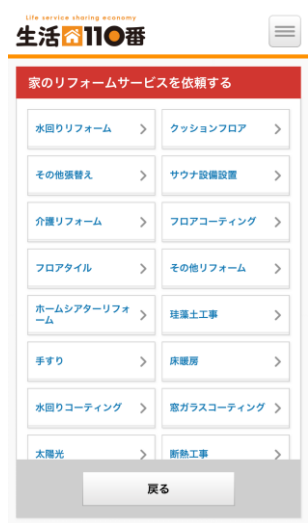 Life service sharing economy
生活110番
家のリフォームサービスを依頼する
水回りリフォーム
クッションフロア
その他張替え
サウナ設備設置
介護リフォーム
フロアコーティング
フロアタイル
その他リフォーム
ホームシアターリフォ
ーム
珪藻土工事
手すり
床暖房
水回りコーティング
窓ガラスコーティング
太陽光
断熱工事
戻る